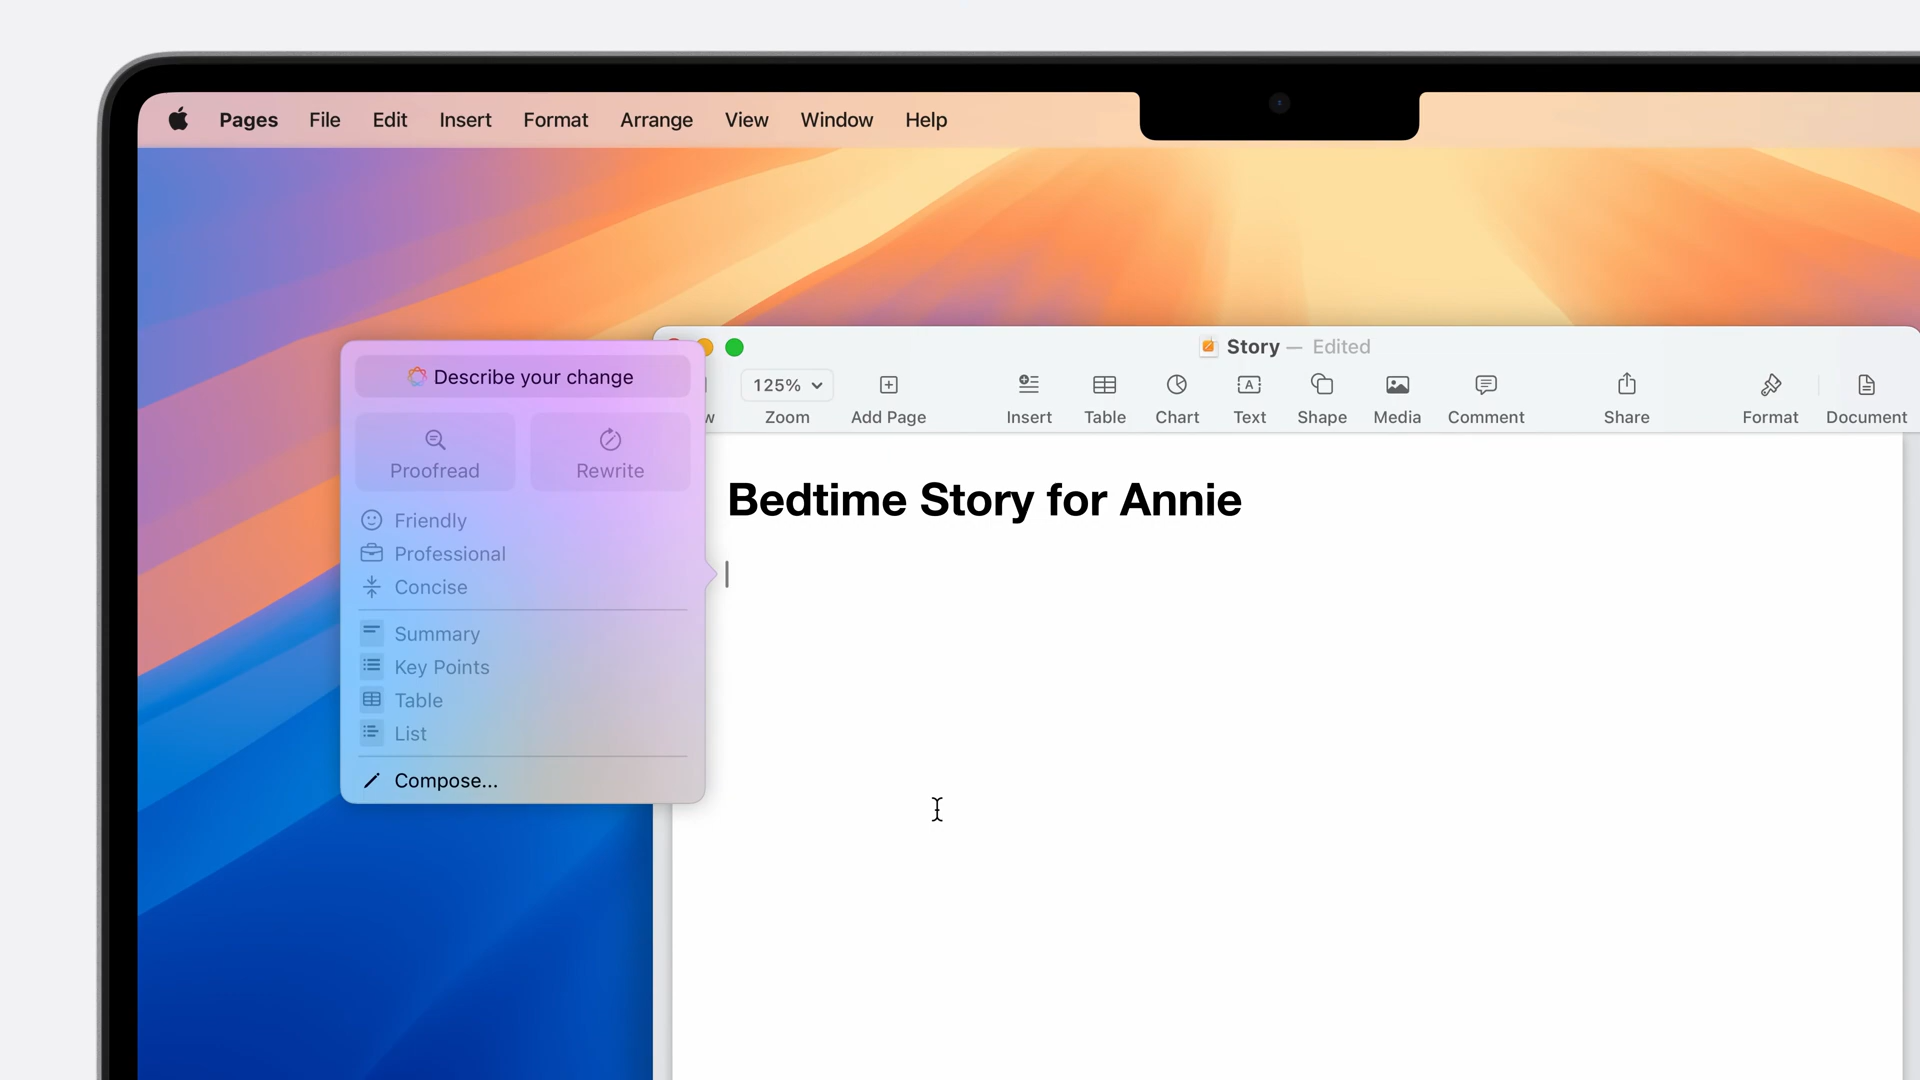 Pages File Edit Insert Format Arrange View Window Help
Story — Edited
125%
w Zoom Add Page Insert Table Chart Text Shape Media Comment Share Format Document
Describe your change
Proofread Rewrite
Friendly
Professional
Concise
Summary
Key Points
Table
List
Compose...
Bedtime Story for Annie